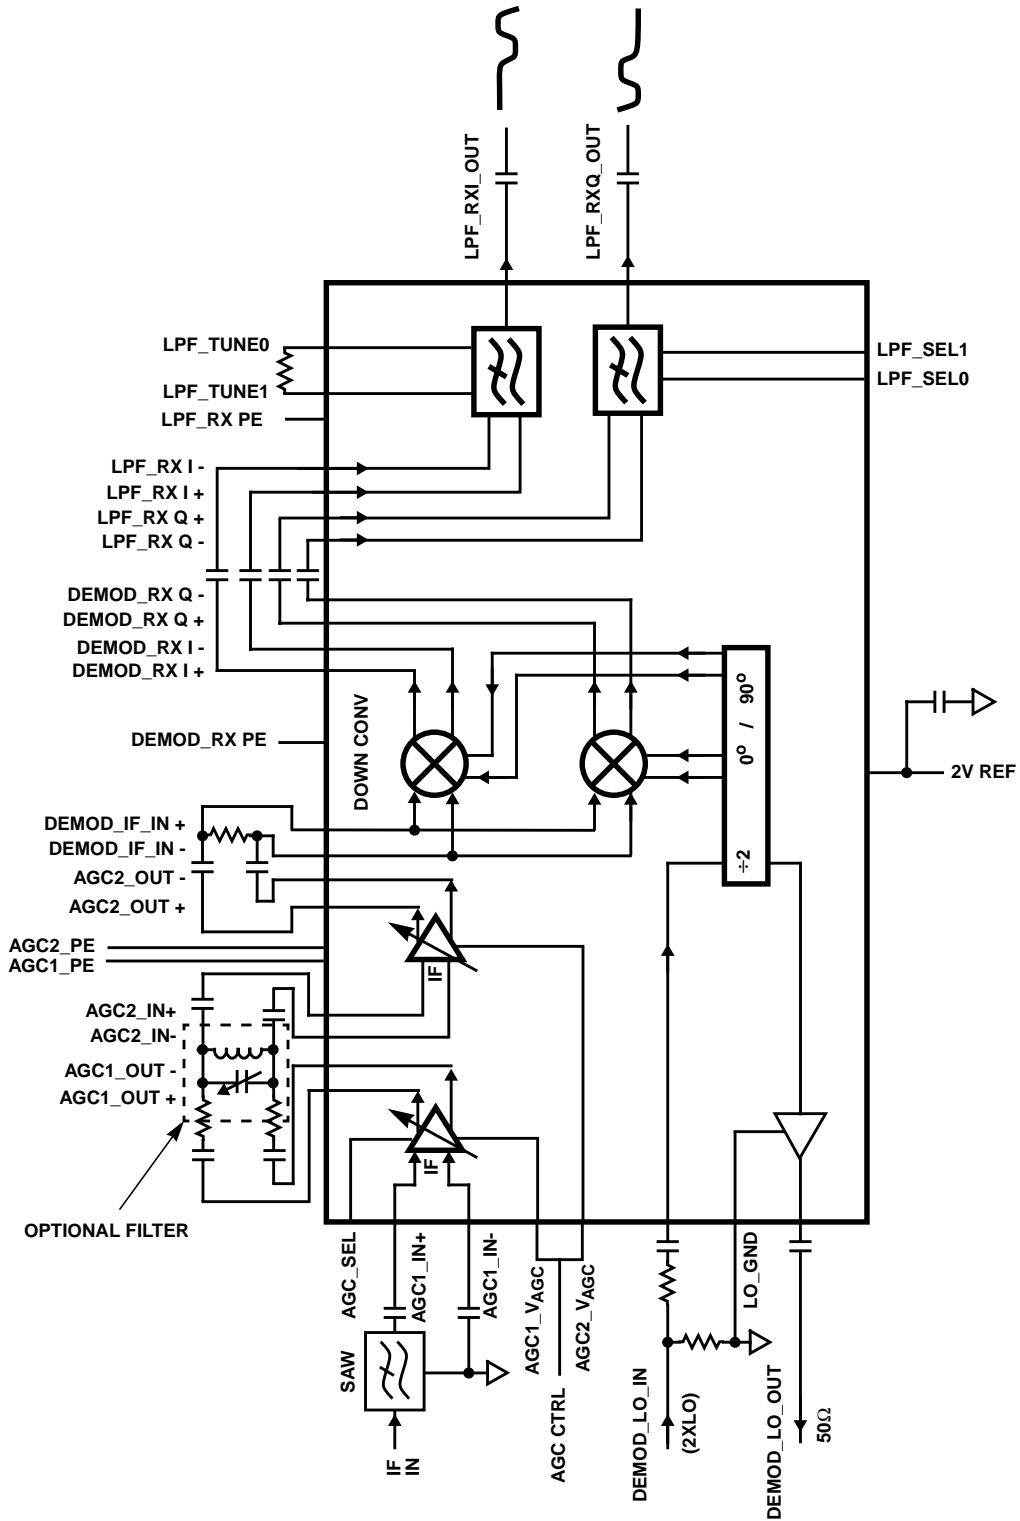 LPF_RXI_OUT
LPF_RXQ_OUT
LPF_TUNE0
LPF_TUNE1
LPF_RX PE
LPF_SEL1
LPF_SEL0
LPF_RX I -
LPF_RX I +
LPF_RX Q +
LPF_RX Q -
DEMOD_RX Q -
DEMOD_RX Q +
DEMOD_RX I -
DEMOD_RX I +
DEMOD_RX PE
DOWN CONV
0° / 90°
÷2
2V REF
DEMOD_IF_IN +
DEMOD_IF_IN -
AGC2_OUT -
AGC2_OUT +
AGC2_PE
AGC1_PE
IF
AGC2_IN+
AGC2_IN-
AGC1_OUT -
AGC1_OUT +
IF
OPTIONAL FILTER
AGC_SEL
AGC1_IN+
AGC1_IN-
AGC1_VAGC
AGC2_VAGC
LO_GND
SAW
IF
IN
AGC CTRL
DEMOD_LO_IN
(2XLO)
DEMOD_LO_OUT
50Ω